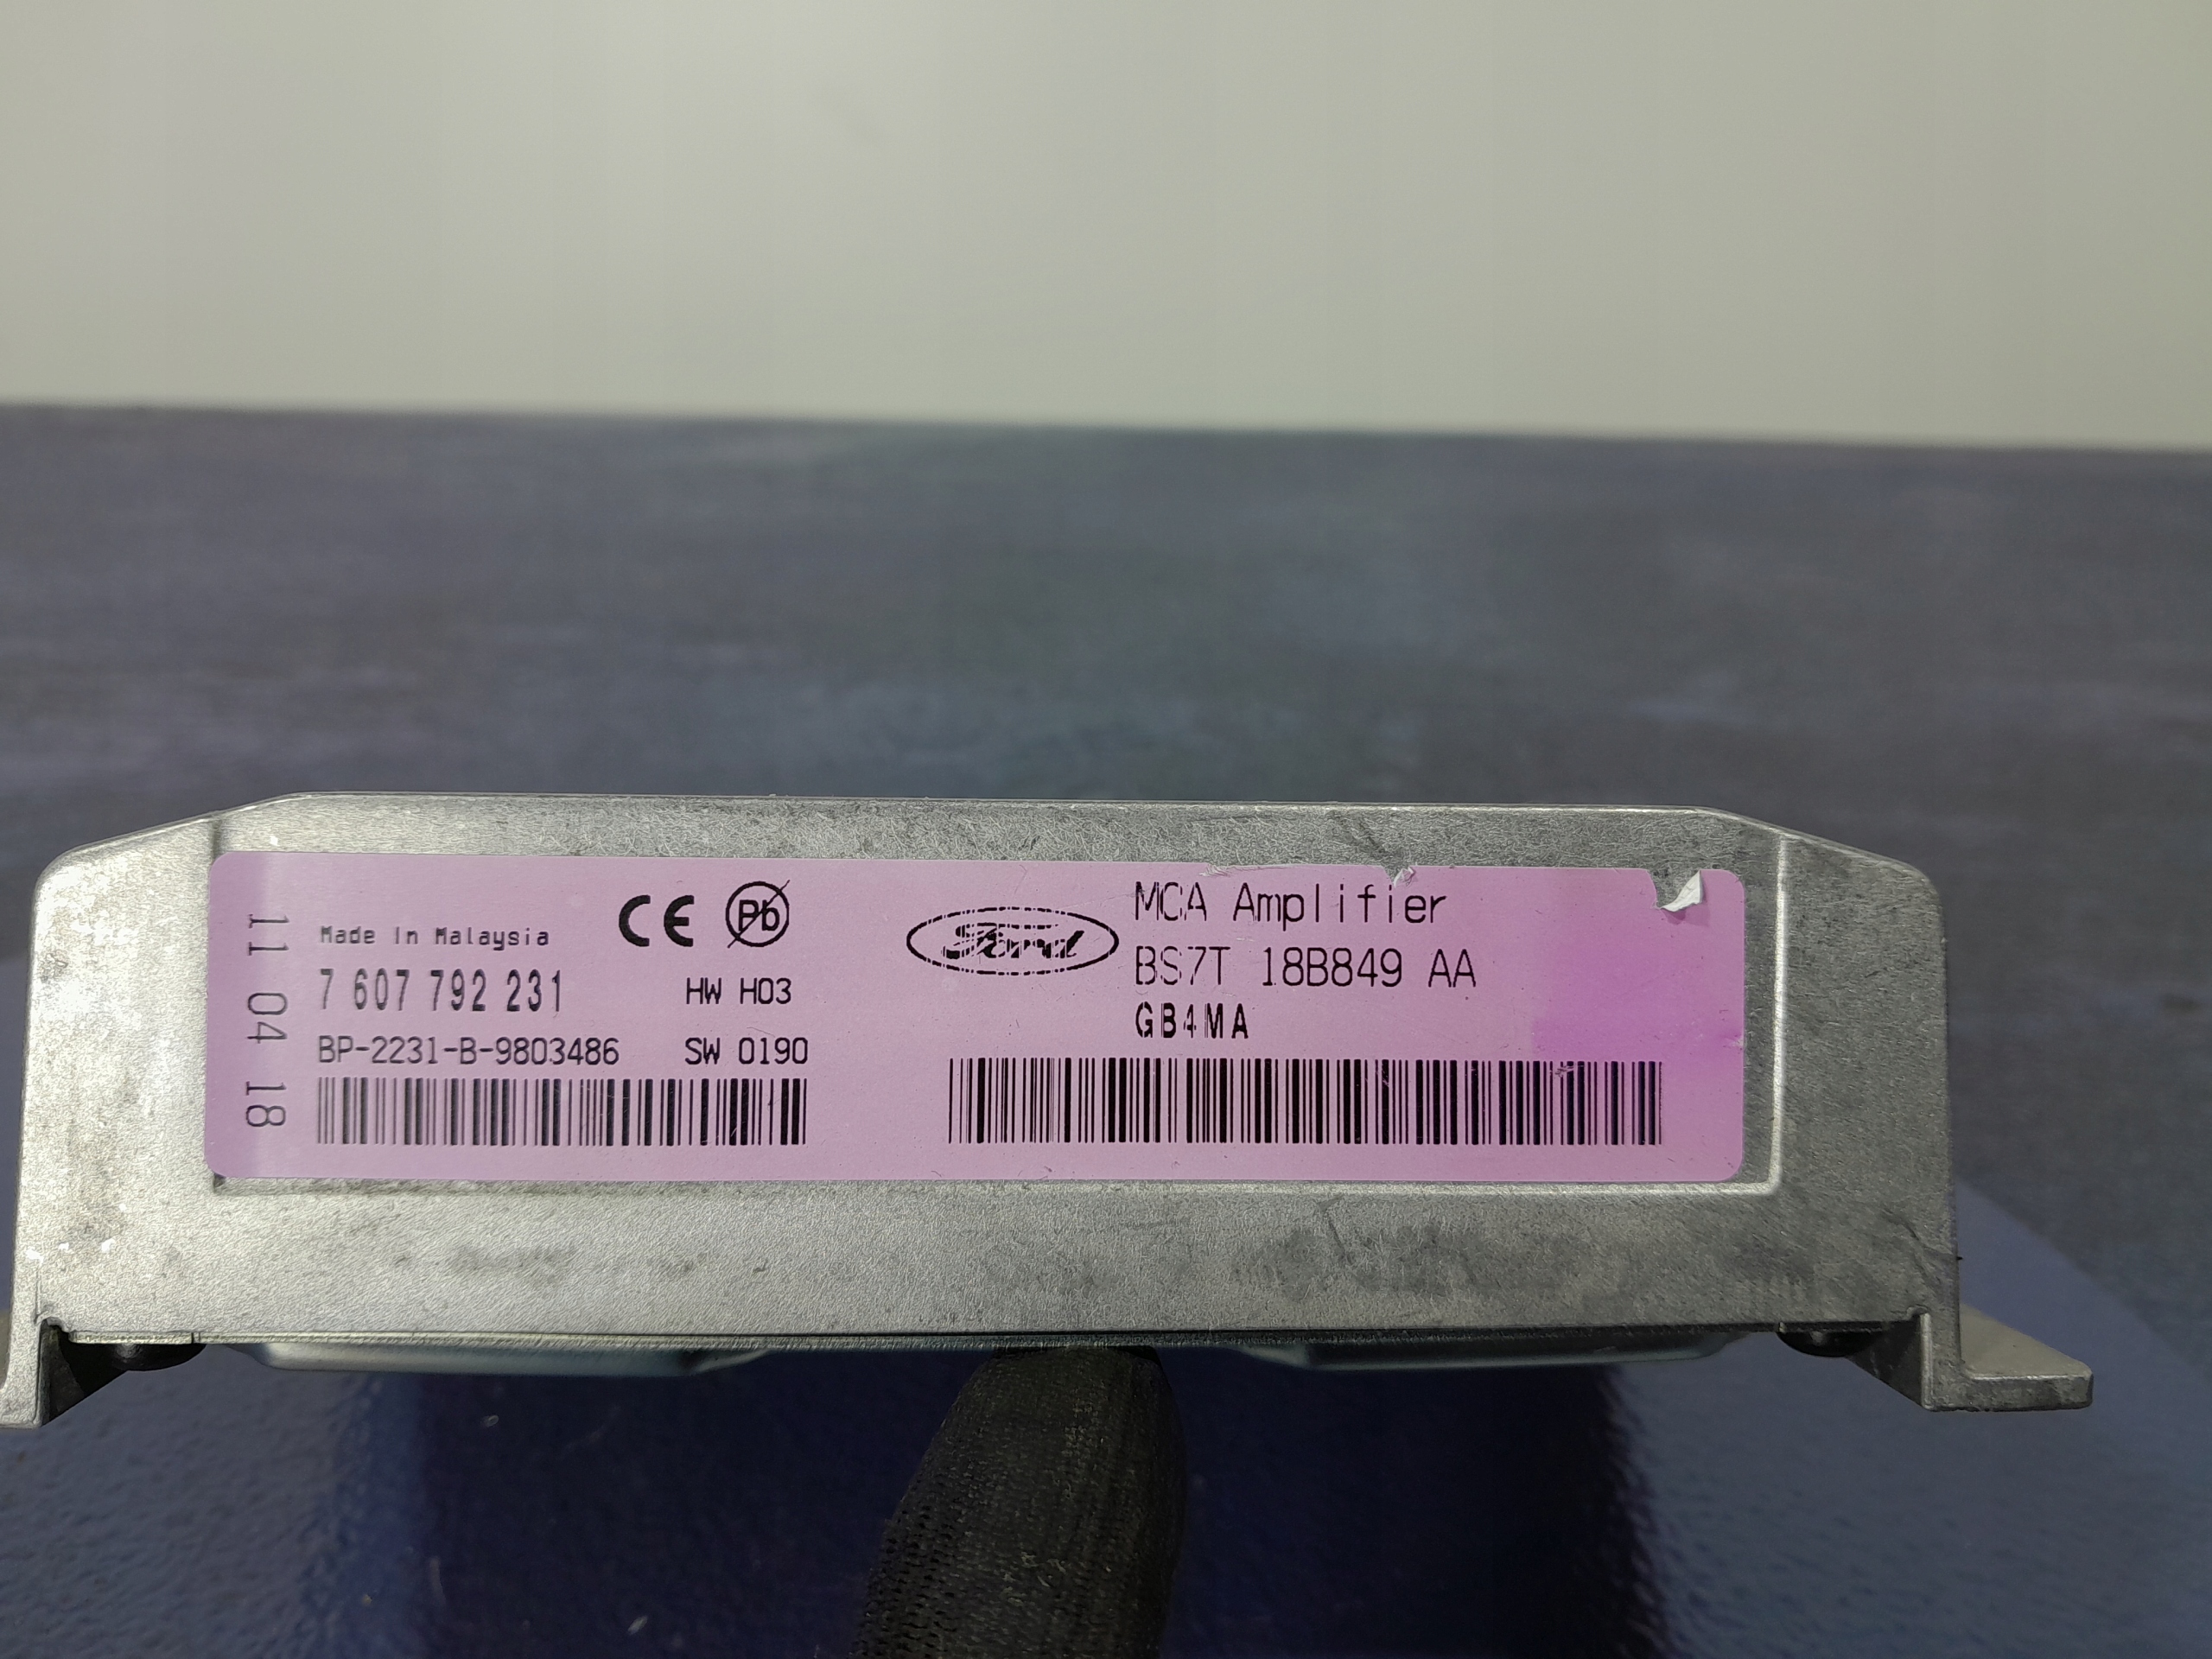 11 04 18
Made In Malaysia
CE Pb
7 607 792 231 HW H03
BP-2231-B-9803486 SW 0190
Ford
MCA Amplifier
BS7T 18B849 AA
GB4MA